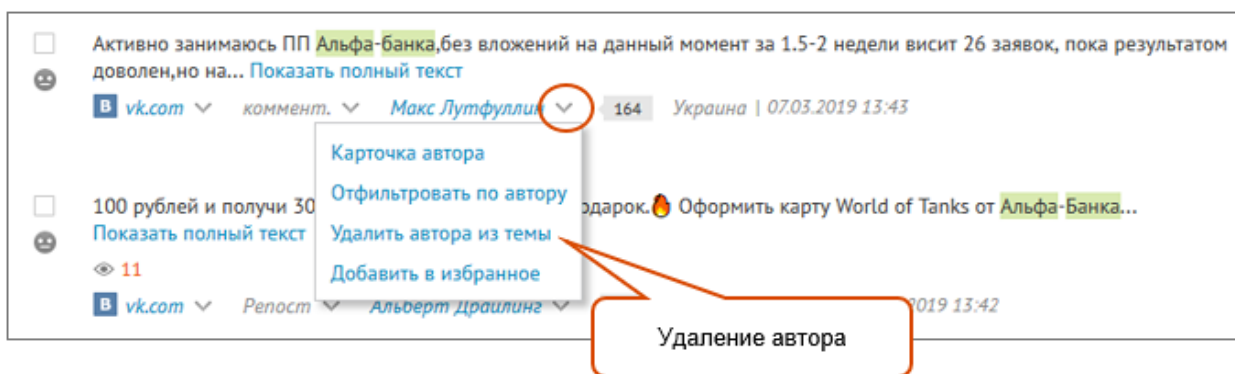 Активно занимаюсь ПП Альфа-банка,без вложений на данный момент за 1.5-2 недели висит 26 заявок, пока результатом
доволен,но на... Показать полный текст
В vk.com коммент. Макс Лутфуллин 164 Украина | 07.03.2019 13:43
Карточка автора
Отфильтровать по автору
100 рублей и получи 30 одарок. 🔥 Оформить карту World of Tanks от Альфа-Банка...
Показать полный текст Удалить автора из темы
11 Добавить в избранное
В vk.com Репост Альберт Драйлинг 2019 13:42
Удаление автора